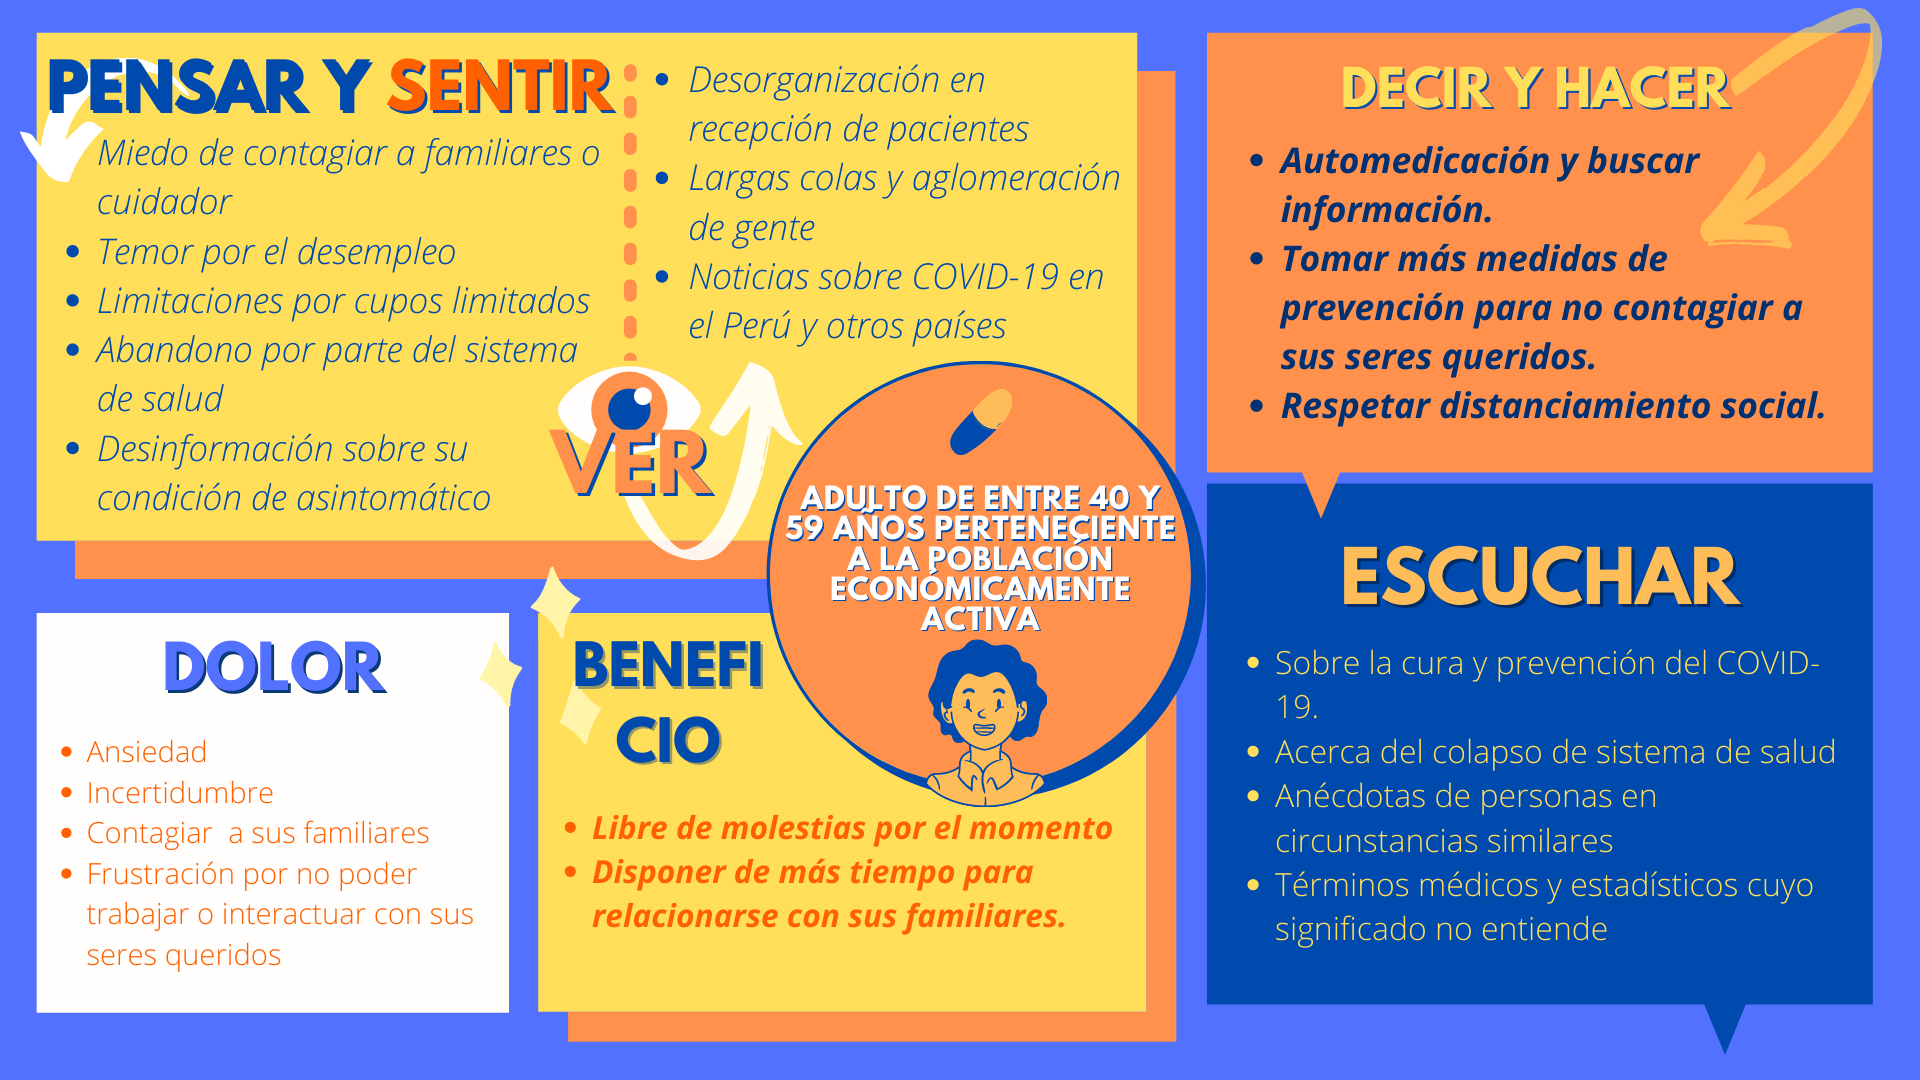 PENSAR Y SENTIR
Miedo de contagiar a familiares o
cuidador
Temor por el desempleo
Limitaciones por cupos limitados
Abandono por parte del sistema
de salud
Desinformación sobre su
condición de asintomático
Desorganización en
recepción de pacientes
Largas colas y aglomeración
de gente
Noticias sobre COVID-19 en
el Perú y otros países
VER
ADULTO DE ENTRE 40 Y
59 AÑOS PERTENECIENTE
A LA POBLACIÓN
ECONÓMICAMENTE
ACTIVA
DECIR Y HACER
Automedicación y buscar
información.
Tomar más medidas de
prevención para no contagiar a
sus seres queridos.
Respetar distanciamiento social.
ESCUCHAR
Sobre la cura y prevención del COVID-
19.
Acerca del colapso de sistema de salud
Anécdotas de personas en
circunstancias similares
Términos médicos y estadísticos cuyo
significado no entiende
DOLOR
Ansiedad
Incertidumbre
Contagiar  a sus familiares
Frustración por no poder
trabajar o interactuar con sus
seres queridos
BENEFI
CIO
Libre de molestias por el momento
Disponer de más tiempo para
relacionarse con sus familiares.